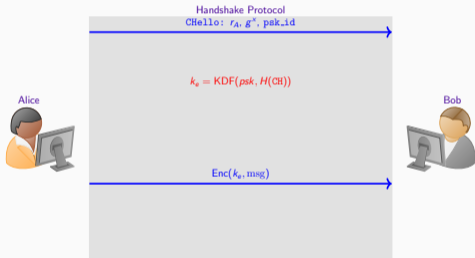 Handshake Protocol
CHello: r_A, g^x, psk_id
k_e = KDF(psk, H(CH))
Alice
Bob
Enc(k_e, msg)